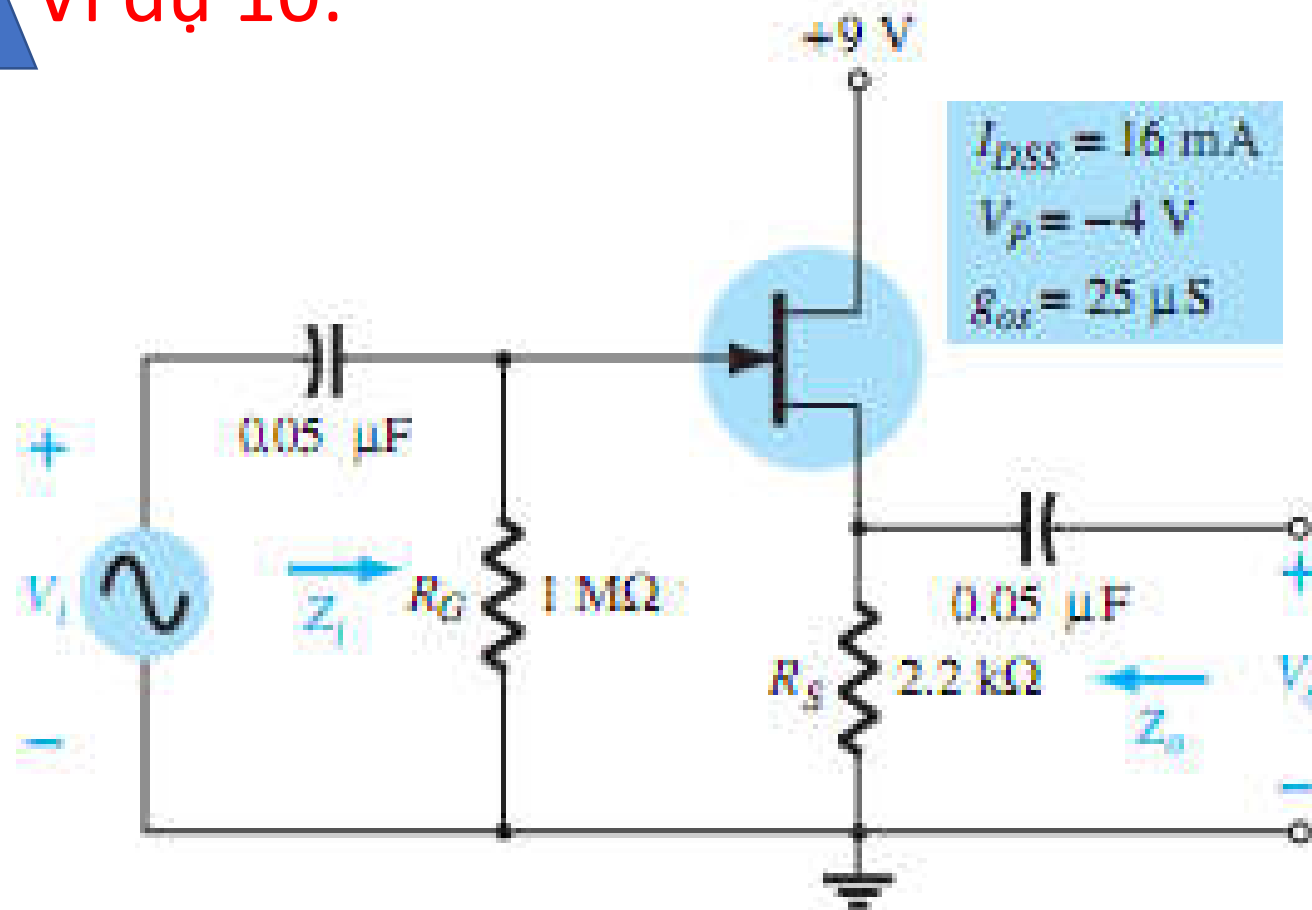 Ví dụ 10:
+9 V
I_DSS = 16 mA
V_P = −4 V
g_os = 25 µS
0.05 µF
+
V_i
−
Z_i
R_G
1 MΩ
0.05 µF
R_S
2.2 kΩ
Z_o
+
V_o
−